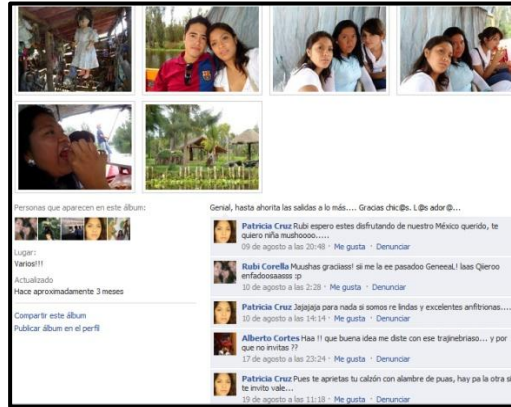 Personas que aparecen en este álbum:
Lugar:
Varios!!!
Actualizado
Hace aproximadamente 3 meses
Compartir este álbum
Publicar álbum en el perfil
Genial, hasta ahorita las salidas a lo más.... Gracias chic@s. L@s ador@...
Patricia Cruz Rubi espero estes disfrutando de nuestro México querido, te
quiero niña mushoooo.....
09 de agosto a las 20:48 · Me gusta · Denunciar
Rubi Corella Muushas graciass! sii me la ee pasadoo GeneeaL! laas Qiieroo
enfadoosaasss :p
10 de agosto a las 2:28 · Me gusta · Denunciar
Patricia Cruz Jajajaja para nada si somos re lindas y excelentes anfitrionas....
10 de agosto a las 14:14 · Me gusta · Denunciar
Alberto Cortes Haa !! que buena idea me diste con ese trajinebriaso... y por
que no invitas ??
17 de agosto a las 23:24 · Me gusta · Denunciar
Patricia Cruz Pues te aprietas tu calzón con alambre de puas, hay pa la otra si
te invito vale...
19 de agosto a las 11:18 · Me gusta · Denunciar